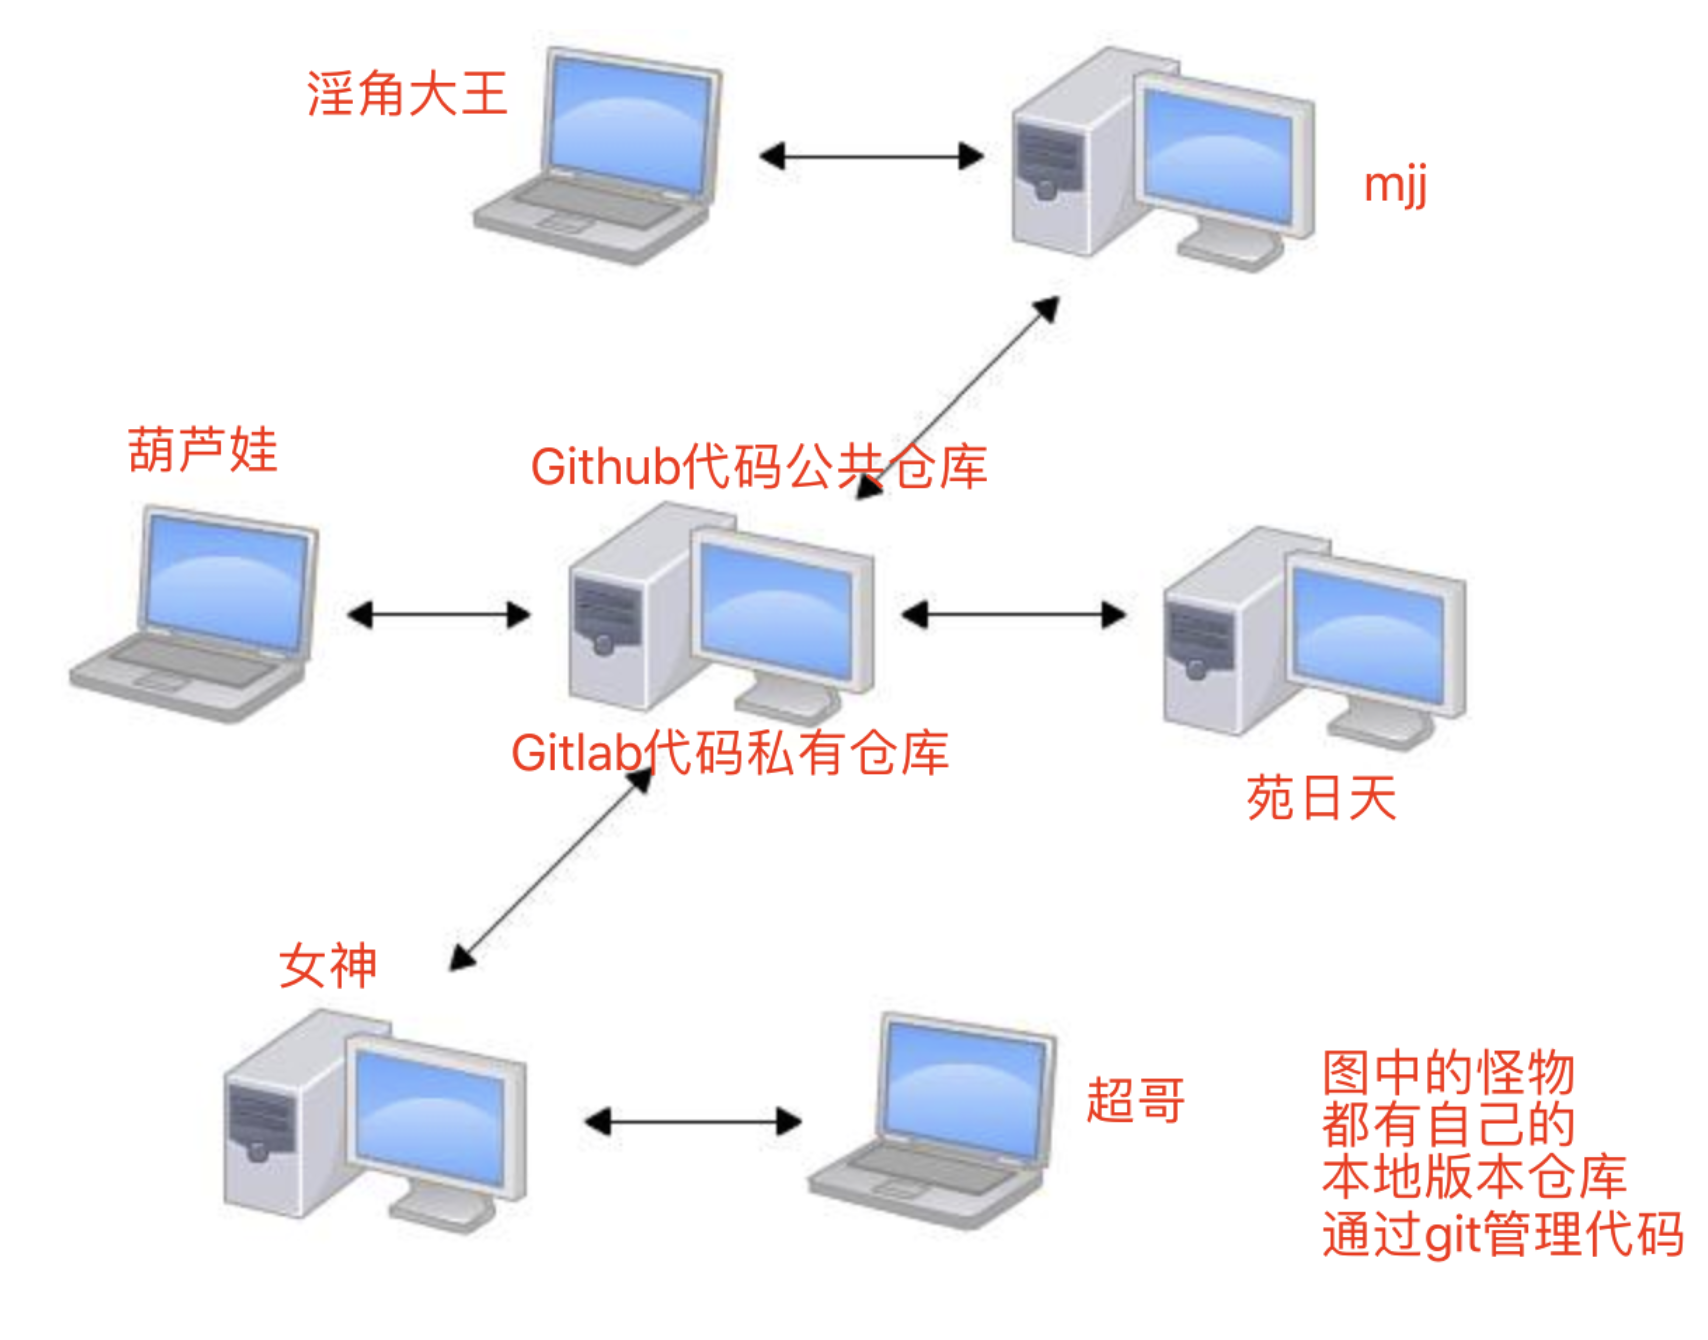 淫角大王
mjj
葫芦娃
Github代码公共仓库
Gitlab代码私有仓库
苑日天
女神
超哥
图中的怪物
都有自己的
本地版本仓库
通过git管理代码